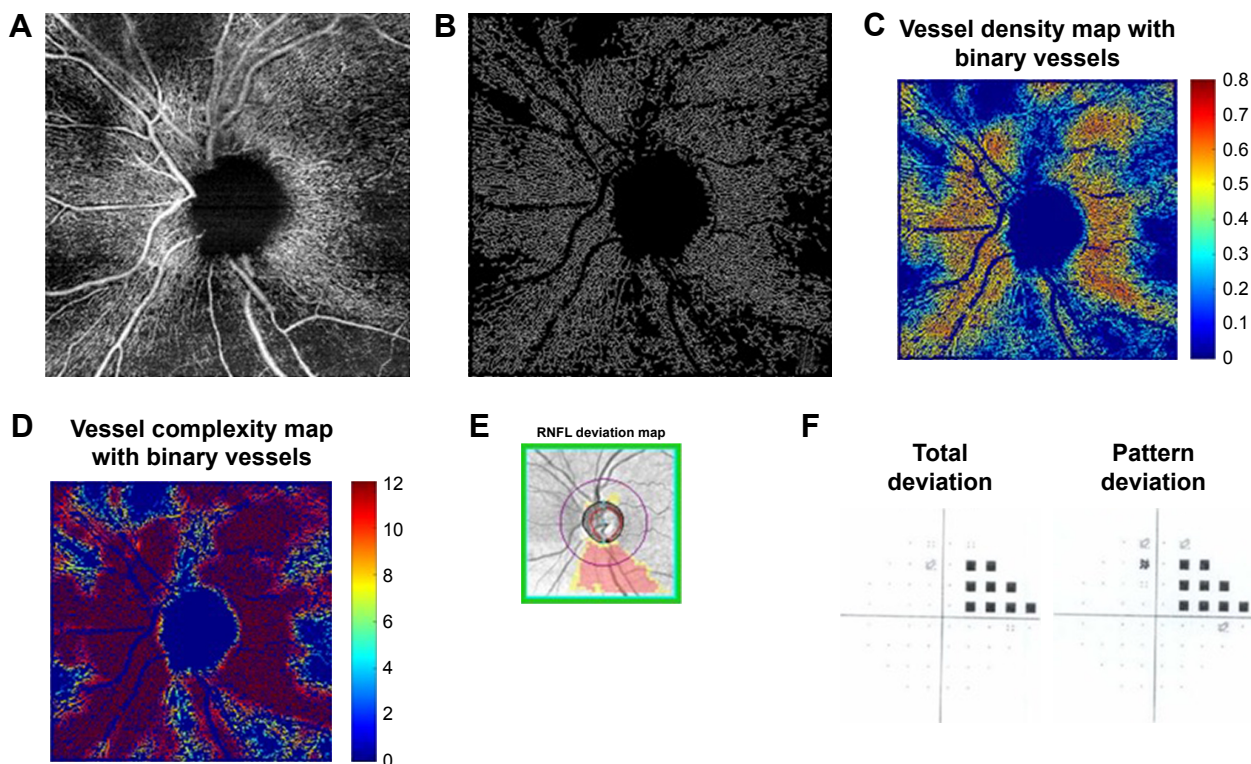 A
B
C
Vessel density map with
binary vessels
0.8
0.7
0.6
0.5
0.4
0.3
0.2
0.1
0
D
Vessel complexity map
with binary vessels
12
10
8
6
4
2
0
E
RNFL deviation map
F
Total
deviation
Pattern
deviation